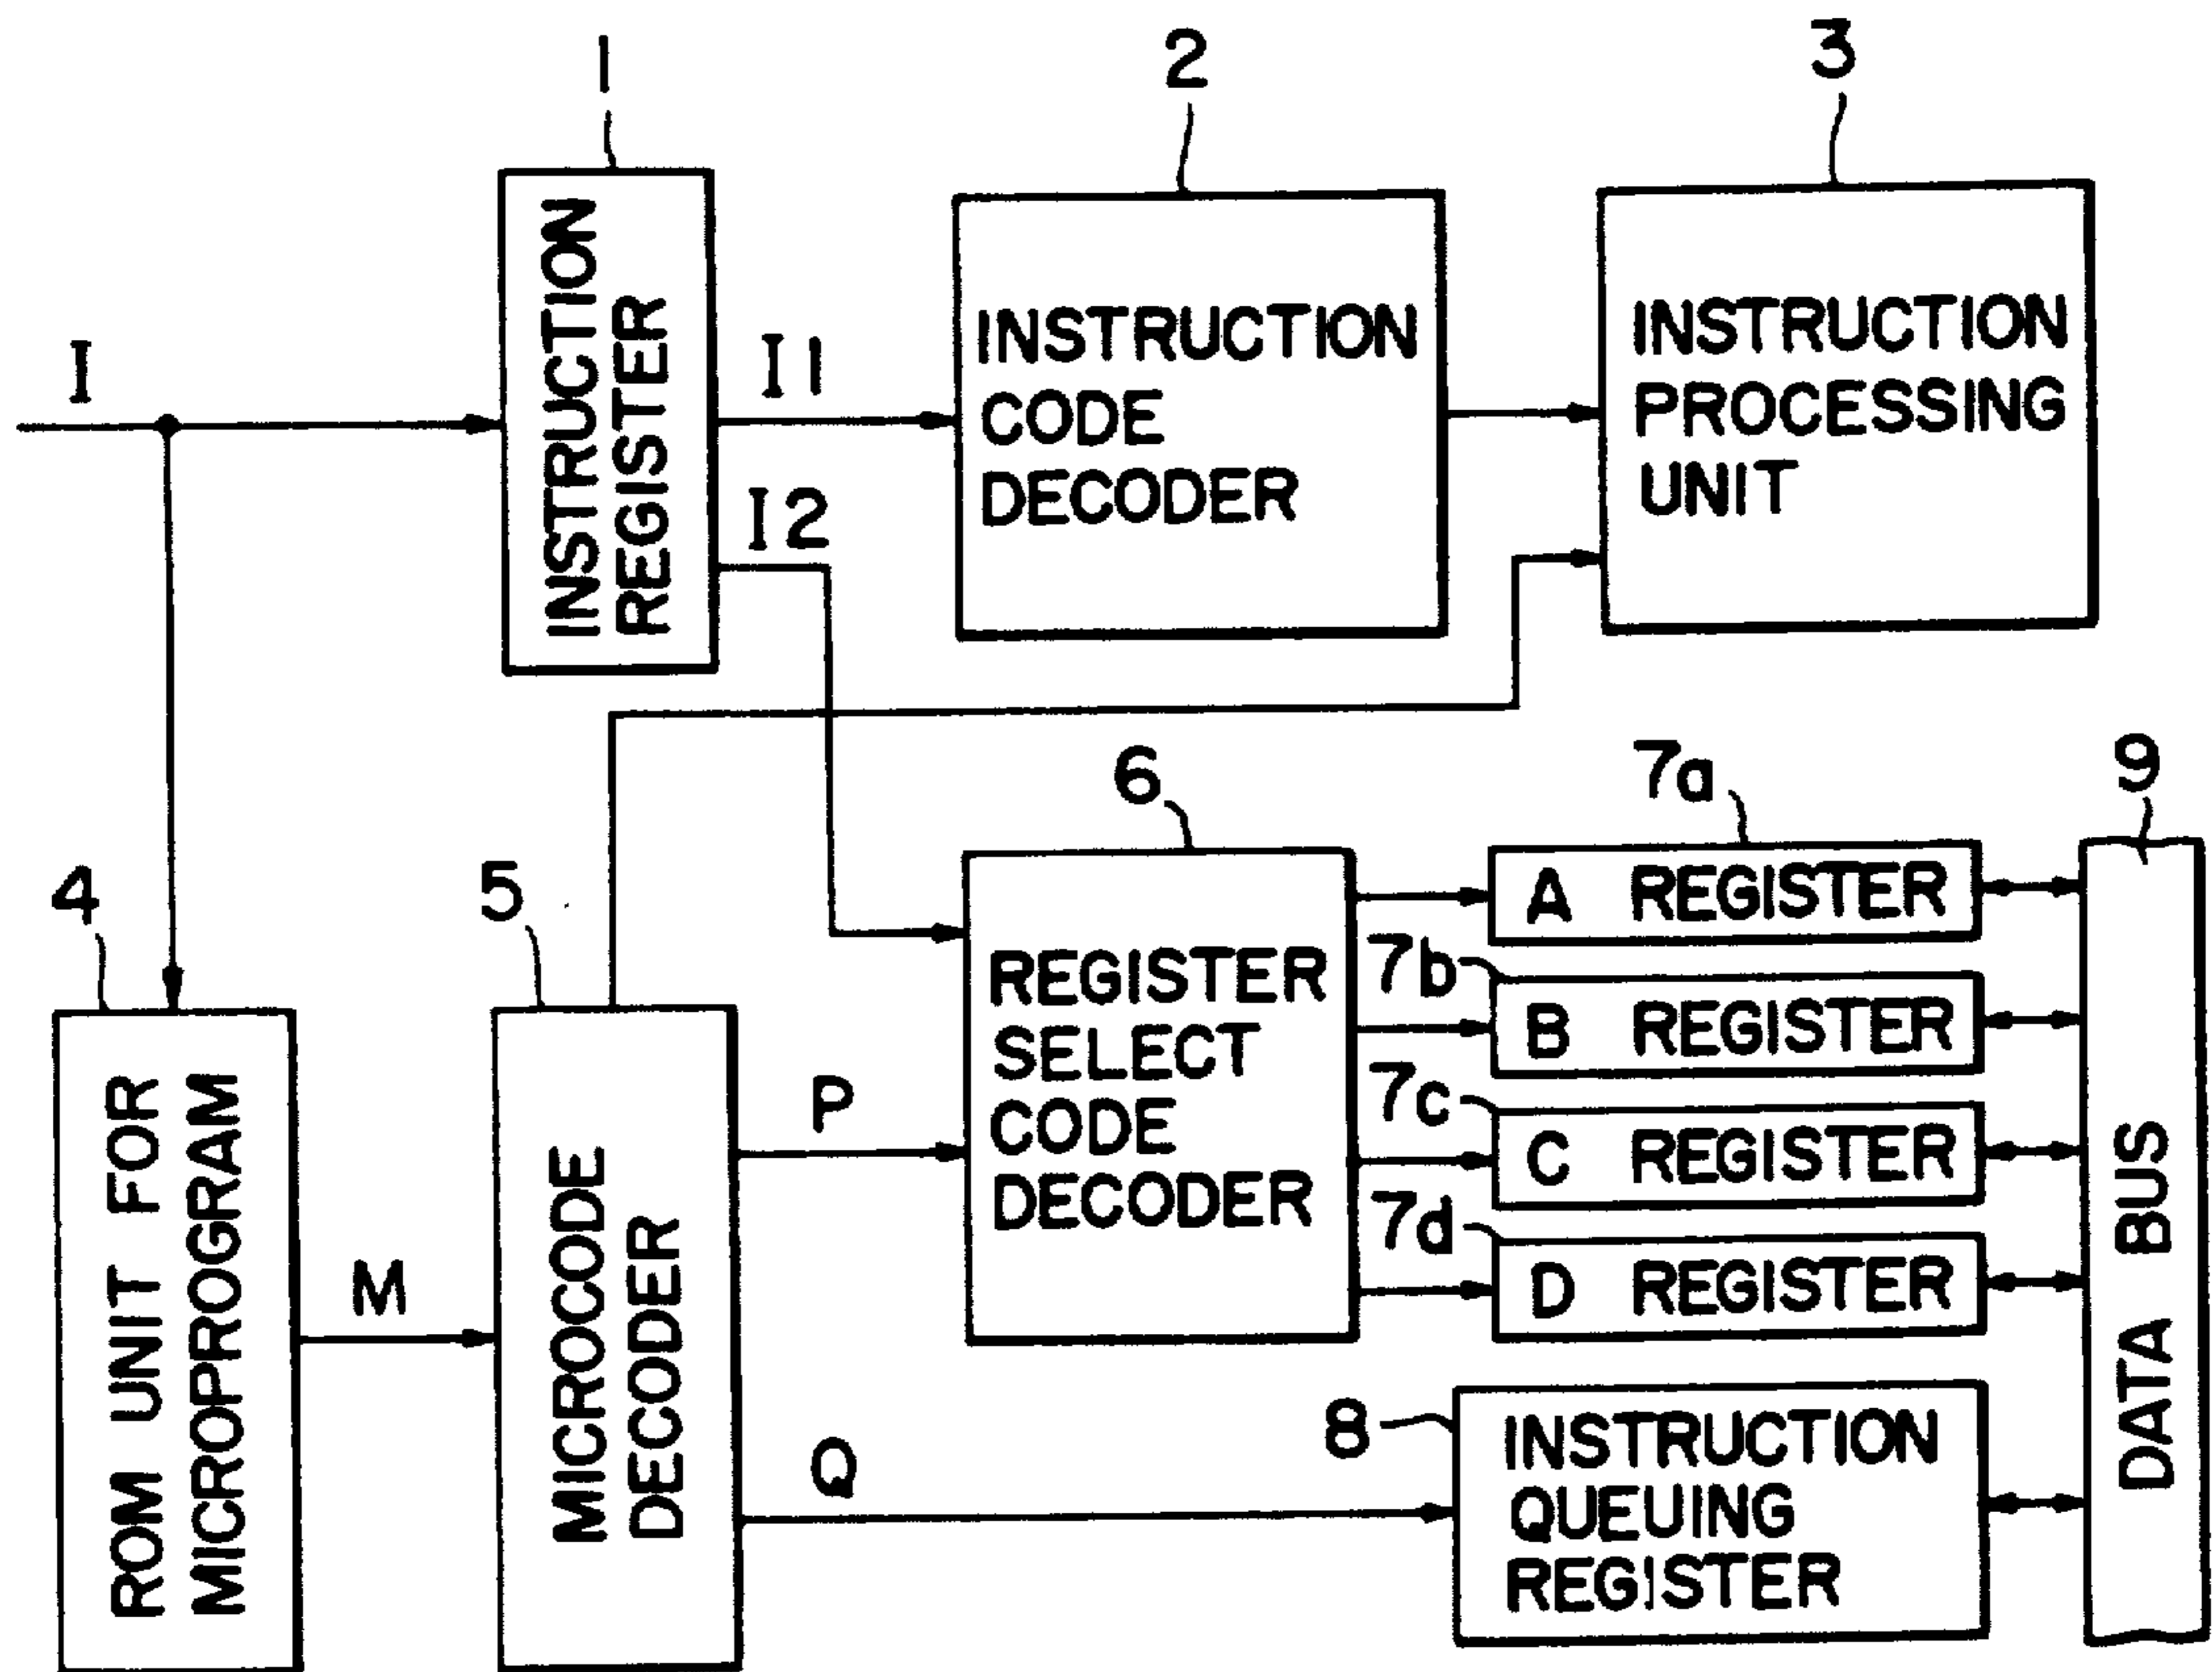 1
2
3
I
INSTRUCTION
REGISTER
I1
I2
INSTRUCTION
CODE
DECODER
INSTRUCTION
PROCESSING
UNIT
4
ROM UNIT FOR
MICROPROGRAM
M
5
MICROCODE
DECODER
P
Q
6
REGISTER
SELECT
CODE
DECODER
7a
A REGISTER
7b
B REGISTER
7c
C REGISTER
7d
D REGISTER
8
INSTRUCTION
QUEUING
REGISTER
9
DATA BUS